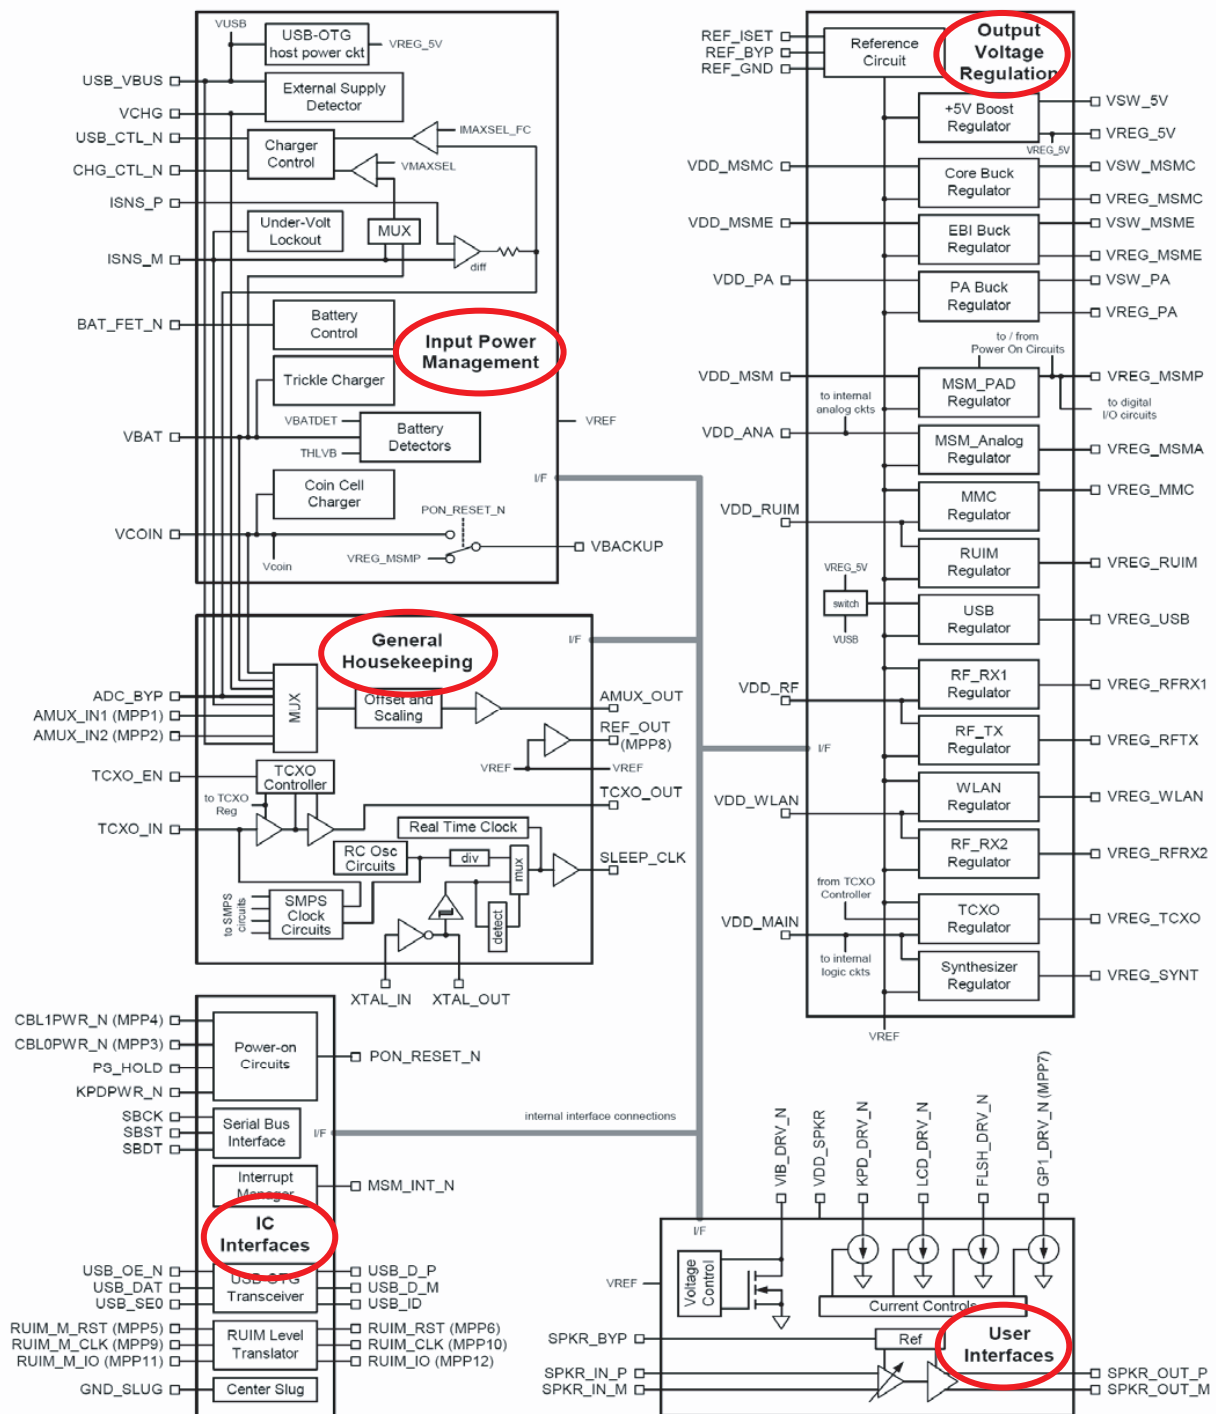 VUSB
USB-OTG
host power ckt
VREG_5V
USB_VBUS
External Supply
Detector
VCHG
USB_CTL_N
Charger
Control
IMAXSEL_FC
CHG_CTL_N
VMAXSEL
ISNS_P
Under-Volt
Lockout
MUX
ISNS_M
diff
BAT_FET_N
Battery
Control
Input Power
Management
Trickle Charger
VBATDET
VREF
VBAT
Battery
Detectors
THLVB
I/F
Coin Cell
Charger
PON_RESET_N
VCOIN
VREG_MSMP
VBACKUP
Vcoin
General
Housekeeping
I/F
ADC_BYP
AMUX_IN1 (MPP1)
AMUX_IN2 (MPP2)
MUX
Offset and
Scaling
AMUX_OUT
REF_OUT
(MPP8)
VREF
VREF
TCXO_EN
TCXO
Controller
to TCXO
Reg
TCXO_OUT
TCXO_IN
Real Time Clock
RC Osc
Circuits
div
mux
SLEEP_CLK
to SMPS
circuits
SMPS
Clock
Circuits
detect
XTAL_IN
XTAL_OUT
CBL1PWR_N (MPP4)
CBL0PWR_N (MPP3)
PS_HOLD
KPDPWR_N
Power-on
Circuits
PON_RESET_N
SBCK
SBST
SBDT
Serial Bus
Interface
I/F
internal interface connections
Interrupt
Manager
MSM_INT_N
IC
Interfaces
USB_OE_N
USB_DAT
USB_SE0
USB-OTG
Transceiver
USB_D_P
USB_D_M
USB_ID
RUIM_M_RST (MPP5)
RUIM_M_CLK (MPP9)
RUIM_M_IO (MPP11)
RUIM Level
Translator
RUIM_RST (MPP6)
RUIM_CLK (MPP10)
RUIM_IO (MPP12)
GND_SLUG
Center Slug
REF_ISET
REF_BYP
REF_GND
Reference
Circuit
Output
Voltage
Regulation
+5V Boost
Regulator
VSW_5V
VREG_5V
VREG_5V
VDD_MSMC
Core Buck
Regulator
VSW_MSMC
VREG_MSMC
VDD_MSME
EBI Buck
Regulator
VSW_MSME
VREG_MSME
VDD_PA
PA Buck
Regulator
VSW_PA
VREG_PA
to / from
Power On Circuits
VDD_MSM
MSM_PAD
Regulator
VREG_MSMP
to internal
analog ckts
to digital
I/O circuits
VDD_ANA
MSM_Analog
Regulator
VREG_MSMA
VDD_RUIM
MMC
Regulator
VREG_MMC
RUIM
Regulator
VREG_RUIM
VREG_5V
switch
VUSB
USB
Regulator
VREG_USB
VDD_RF
RF_RX1
Regulator
VREG_RFRX1
RF_TX
Regulator
VREG_RFTX
I/F
VDD_WLAN
WLAN
Regulator
VREG_WLAN
RF_RX2
Regulator
VREG_RFRX2
from TCXO
Controller
TCXO
Regulator
VREG_TCXO
VDD_MAIN
to internal
logic ckts
Synthesizer
Regulator
VREG_SYNT
VREF
VIB_DRV_N
VDD_SPKR
KPD_DRV_N
LCD_DRV_N
FLSH_DRV_N
GP1_DRV_N (MPP7)
I/F
VREF
Voltage
Control
Current Controls
SPKR_BYP
Ref
User
Interfaces
SPKR_IN_P
SPKR_IN_M
SPKR_OUT_P
SPKR_OUT_M